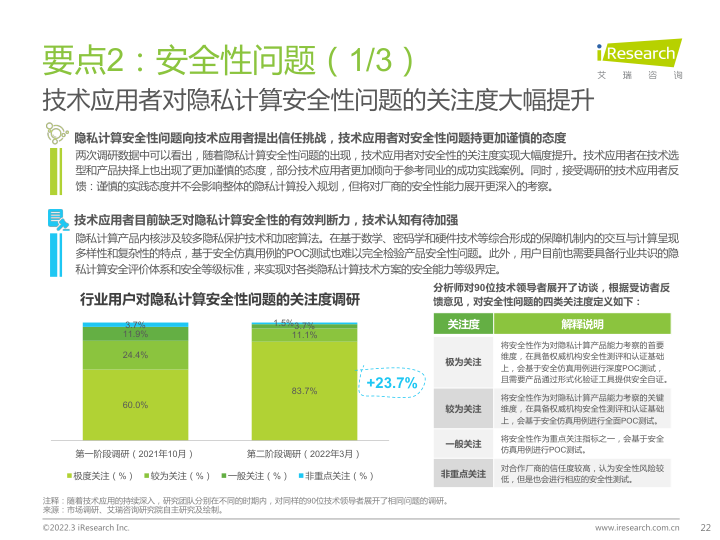 要点2：安全性问题（1/3）
iResearch
艾 瑞 咨 询
技术应用者对隐私计算安全性问题的关注度大幅提升
隐私计算安全性问题向技术应用者提出信任挑战，技术应用者对安全性问题持更加谨慎的态度
两次调研数据中可以看出，随着隐私计算安全性问题的出现，技术应用者对安全性的关注度实现大幅度提升。技术应用者在技术选
型和产品抉择上也出现了更加谨慎的态度，部分技术应用者更加倾向于参考同业的成功实践案例。同时，接受调研的技术应用者反
馈：谨慎的实践态度并不会影响整体的隐私计算投入规划，但将对厂商的安全性能力展开更深入的考察。
技术应用者目前缺乏对隐私计算安全性的有效判断力，技术认知有待加强
隐私计算产品内核涉及较多隐私保护技术和加密算法。在基于数学、密码学和硬件技术等综合形成的保障机制内的交互与计算呈现
多样性和复杂性的特点，基于安全仿真用例的POC测试也难以完全检验产品安全性问题。此外，用户目前也需要具备行业共识的隐
私计算安全评价体系和安全等级标准，来实现对各类隐私计算技术方案的安全能力等级界定。
行业用户对隐私计算安全性问题的关注度调研
3.7%
11.9%
24.4%
60.0%
1.5%
3.7%
11.1%
83.7%
+23.7%
第一阶段调研（2021年10月）
第二阶段调研（2022年3月）
极度关注（%）
较为关注（%）
一般关注（%）
非重点关注（%）
分析师对90位技术领导者展开了访谈，根据受访者反
馈意见，对安全性问题的四类关注度定义如下：
关注度
解释说明
极为关注
将安全性作为对隐私计算产品能力考察的首要
维度，在具备权威机构安全性测评和认证基础
上，会基于安全仿真用例进行深度POC测试，
且需要产品通过形式化验证工具提供安全自证。
较为关注
将安全性作为对隐私计算产品能力考察的关键
维度，在具备权威机构安全性测评和认证基础
上，会基于安全仿真用例进行全面POC测试。
一般关注
将安全性作为重点关注指标之一，会基于安全
仿真用例进行POC测试。
非重点关注
对合作厂商的信任度较高，认为安全性风险较
低，但是也会进行相应的安全性测试。
注释：随着技术应用的持续深入，研究团队分别在不同的时期内，对同样的90位技术领导者展开了相同问题的调研。
来源：市场调研、艾瑞咨询研究院自主研究及绘制。
©2022.3 iResearch Inc.
www.iresearch.com.cn
22